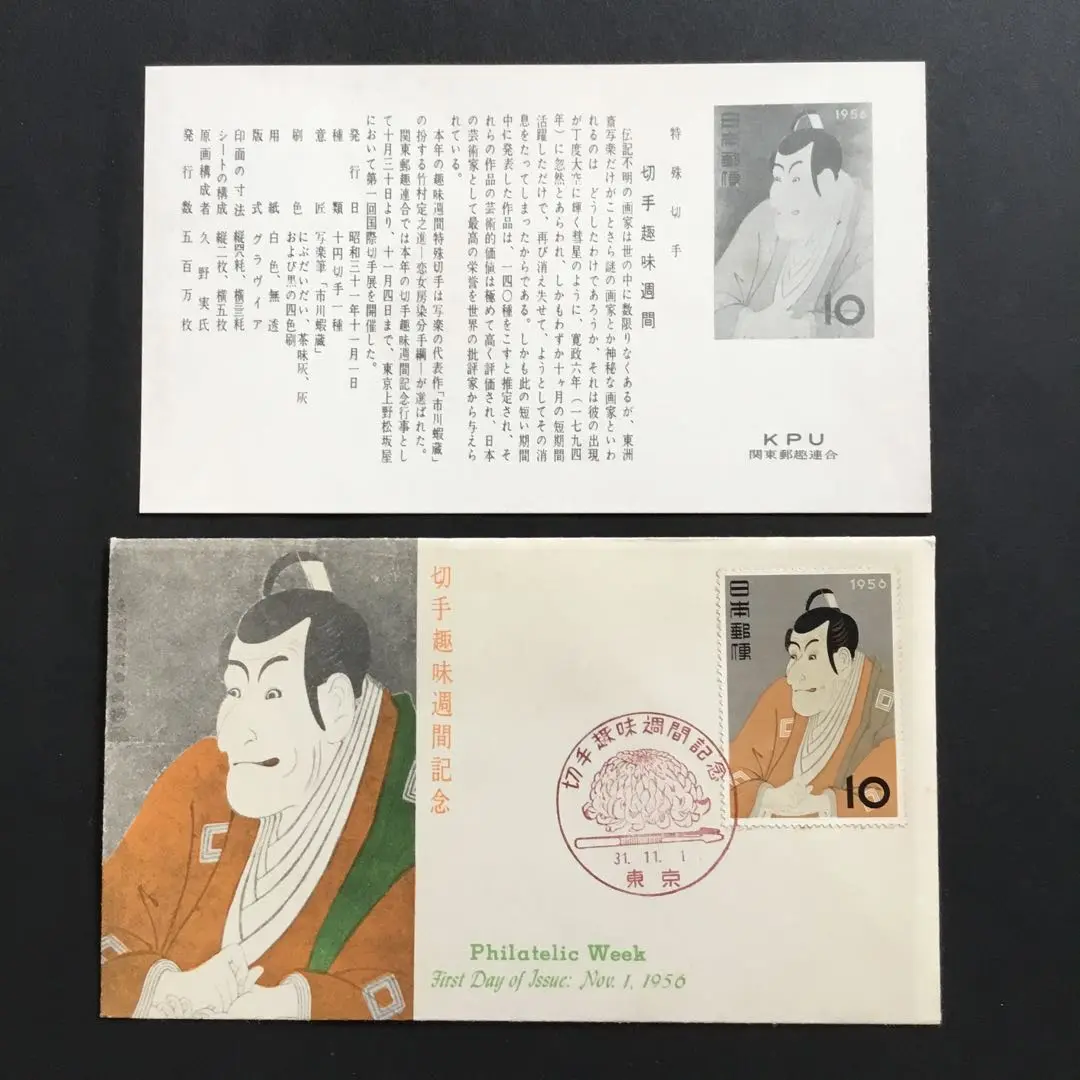 1956
日本郵便
10
KPU
関東郵趣連合
特殊切手
切手趣味週間
伝記不明の画家は世の中に数限りなくあるが、東洲
斎写楽だけがことさら謎の画家とか神秘な画家といわ
れるのは どうしたわけであろうか、それは彼の出現
が丁度大空に輝く彗星のように、寛政六年(一七九四
年)に忽然とあらわれ、しかもわずか十ヶ月の短期間
活躍しただけで、再び消え失せて、ようとしてその消
息をたってしまったからである。しかも此の短い期間
中に発表した作品は、一四〇種をこすと推定され、そ
れらの作品の芸術的価値は極めて高く評価され、日本
の芸術家として最高の栄誉を世界の批評家から与えら
れている。
本年の趣味週間特殊切手は写楽の代表作「市川蝦蔵」
の扮する竹村定之進―恋女房染分手綱―が選ばれた。
関東郵趣連合では本年の切手趣味週間記念行事とし
て十月三十日より、十一月四日まで、東京上野松坂屋
において第一回国際切手展を開催した。
発行日 昭和三十一年十一月一日
種類 十円切手一種
意匠 写楽筆「市川蝦蔵」
刷色 にぶだいだい、茶味灰、灰
および黒の四色刷
用紙 白色、無透
版式 グラヴィア
印面の寸法 縦 粍、横 粍
シートの構成 縦二枚、横五枚
原画構成者 久野実氏
発行数 五百万枚
切手趣味週間記念
1956
日本郵便
10
切手趣味週間記念
31. 11. 1
東京
Philatelic Week
First Day of Issue: Nov. 1, 1956